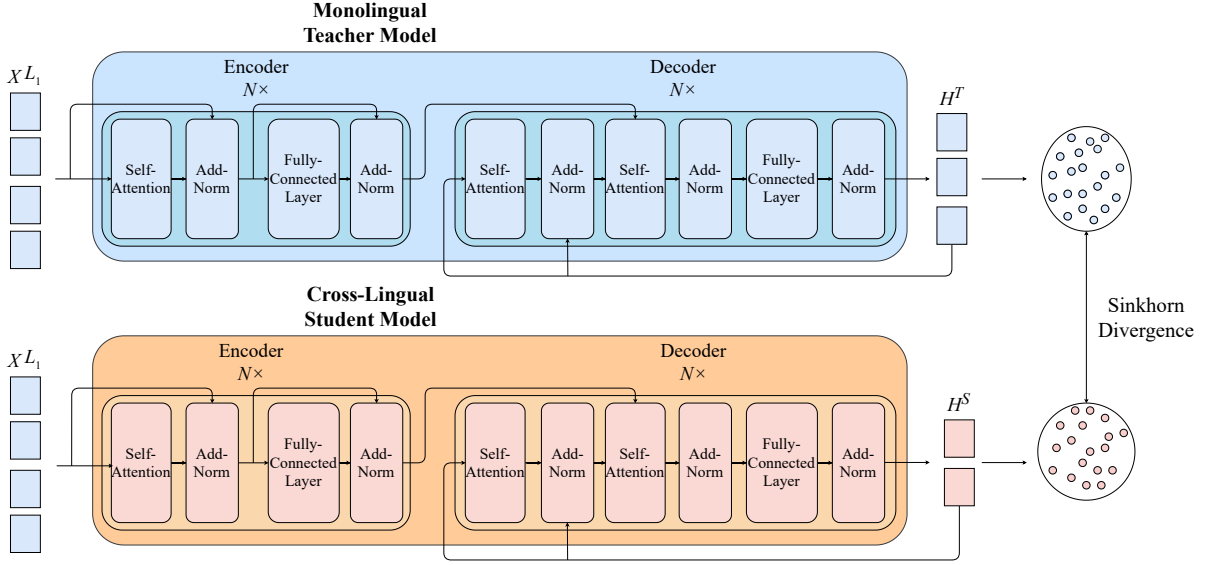 Monolingual
Teacher Model
X^{L_1}
Encoder
N×
Decoder
N×
H^T
Self-
Attention
Add-
Norm
Fully-
Connected
Layer
Add-
Norm
Self-
Attention
Add-
Norm
Self-
Attention
Add-
Norm
Fully-
Connected
Layer
Add-
Norm
Sinkhorn
Divergence
Cross-Lingual
Student Model
X^{L_1}
Encoder
N×
Decoder
N×
H^S
Self-
Attention
Add-
Norm
Fully-
Connected
Layer
Add-
Norm
Self-
Attention
Add-
Norm
Self-
Attention
Add-
Norm
Fully-
Connected
Layer
Add-
Norm